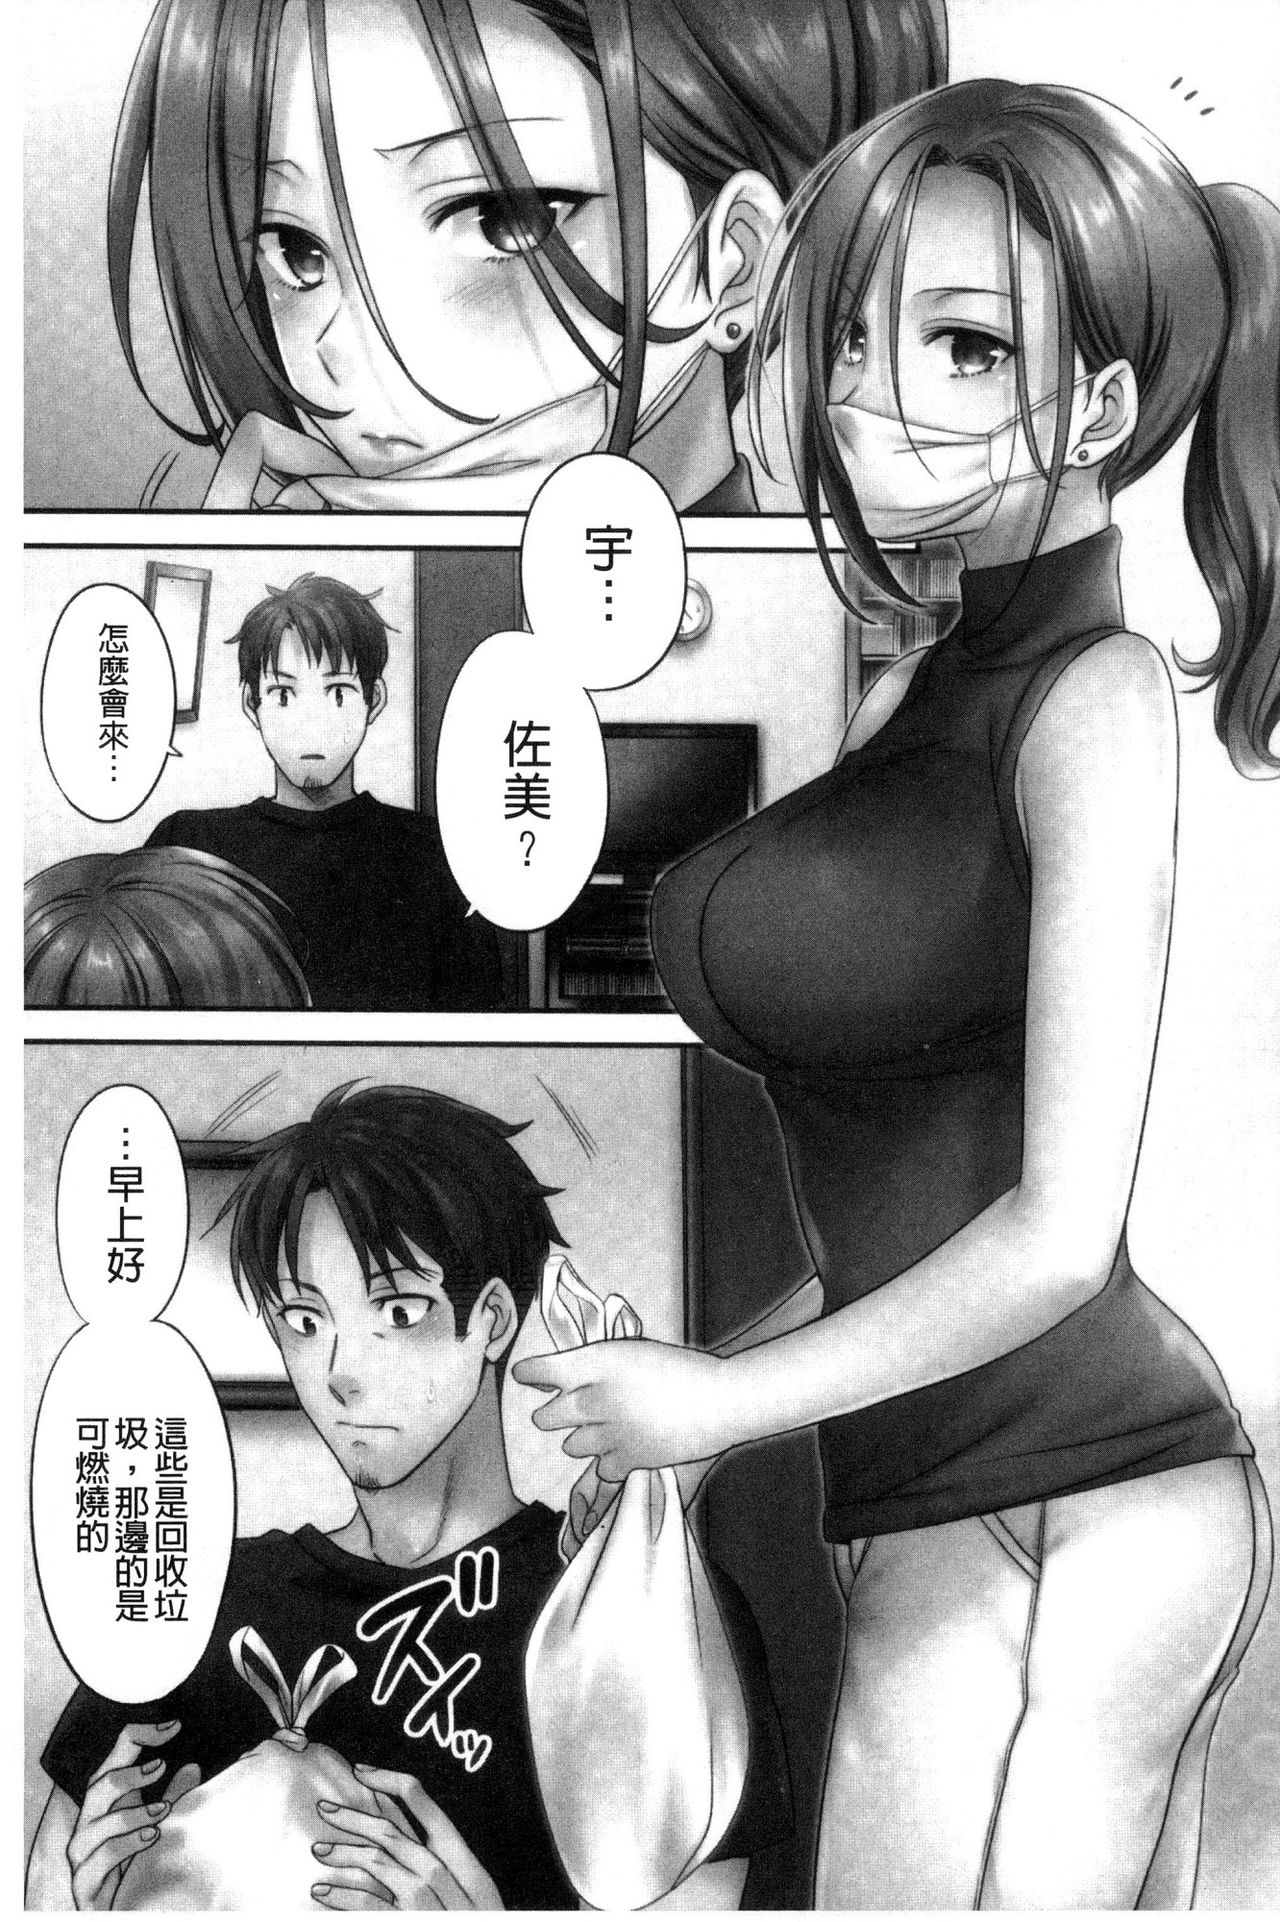 宇…
佐美？
怎麼會來…
…早上好
這些是回收垃
圾，那邊的是
可燃燒的
ズイッ